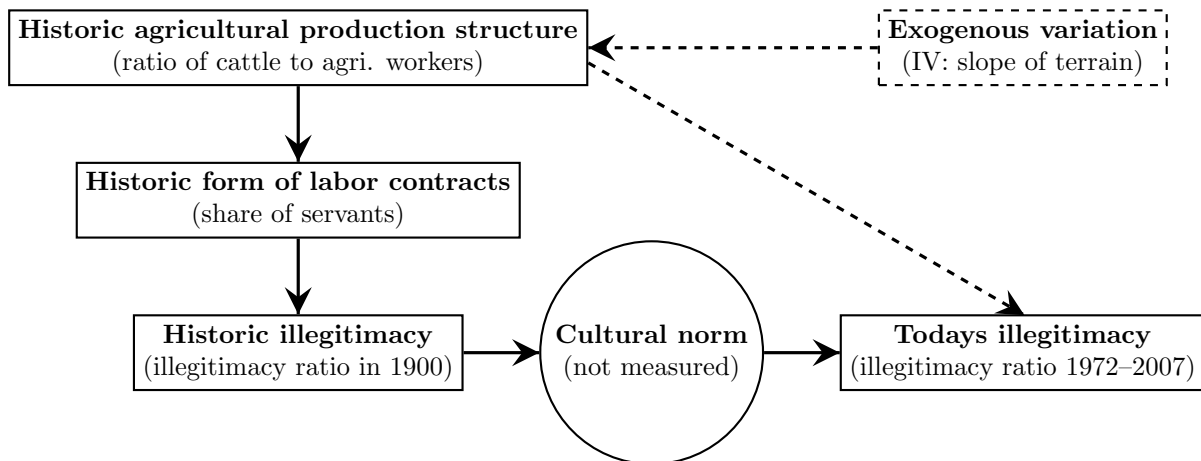 Historic agricultural production structure
(ratio of cattle to agri. workers)
Exogenous variation
(IV: slope of terrain)
Historic form of labor contracts
(share of servants)
Historic illegitimacy
(illegitimacy ratio in 1900)
Cultural norm
(not measured)
Todays illegitimacy
(illegitimacy ratio 1972–2007)